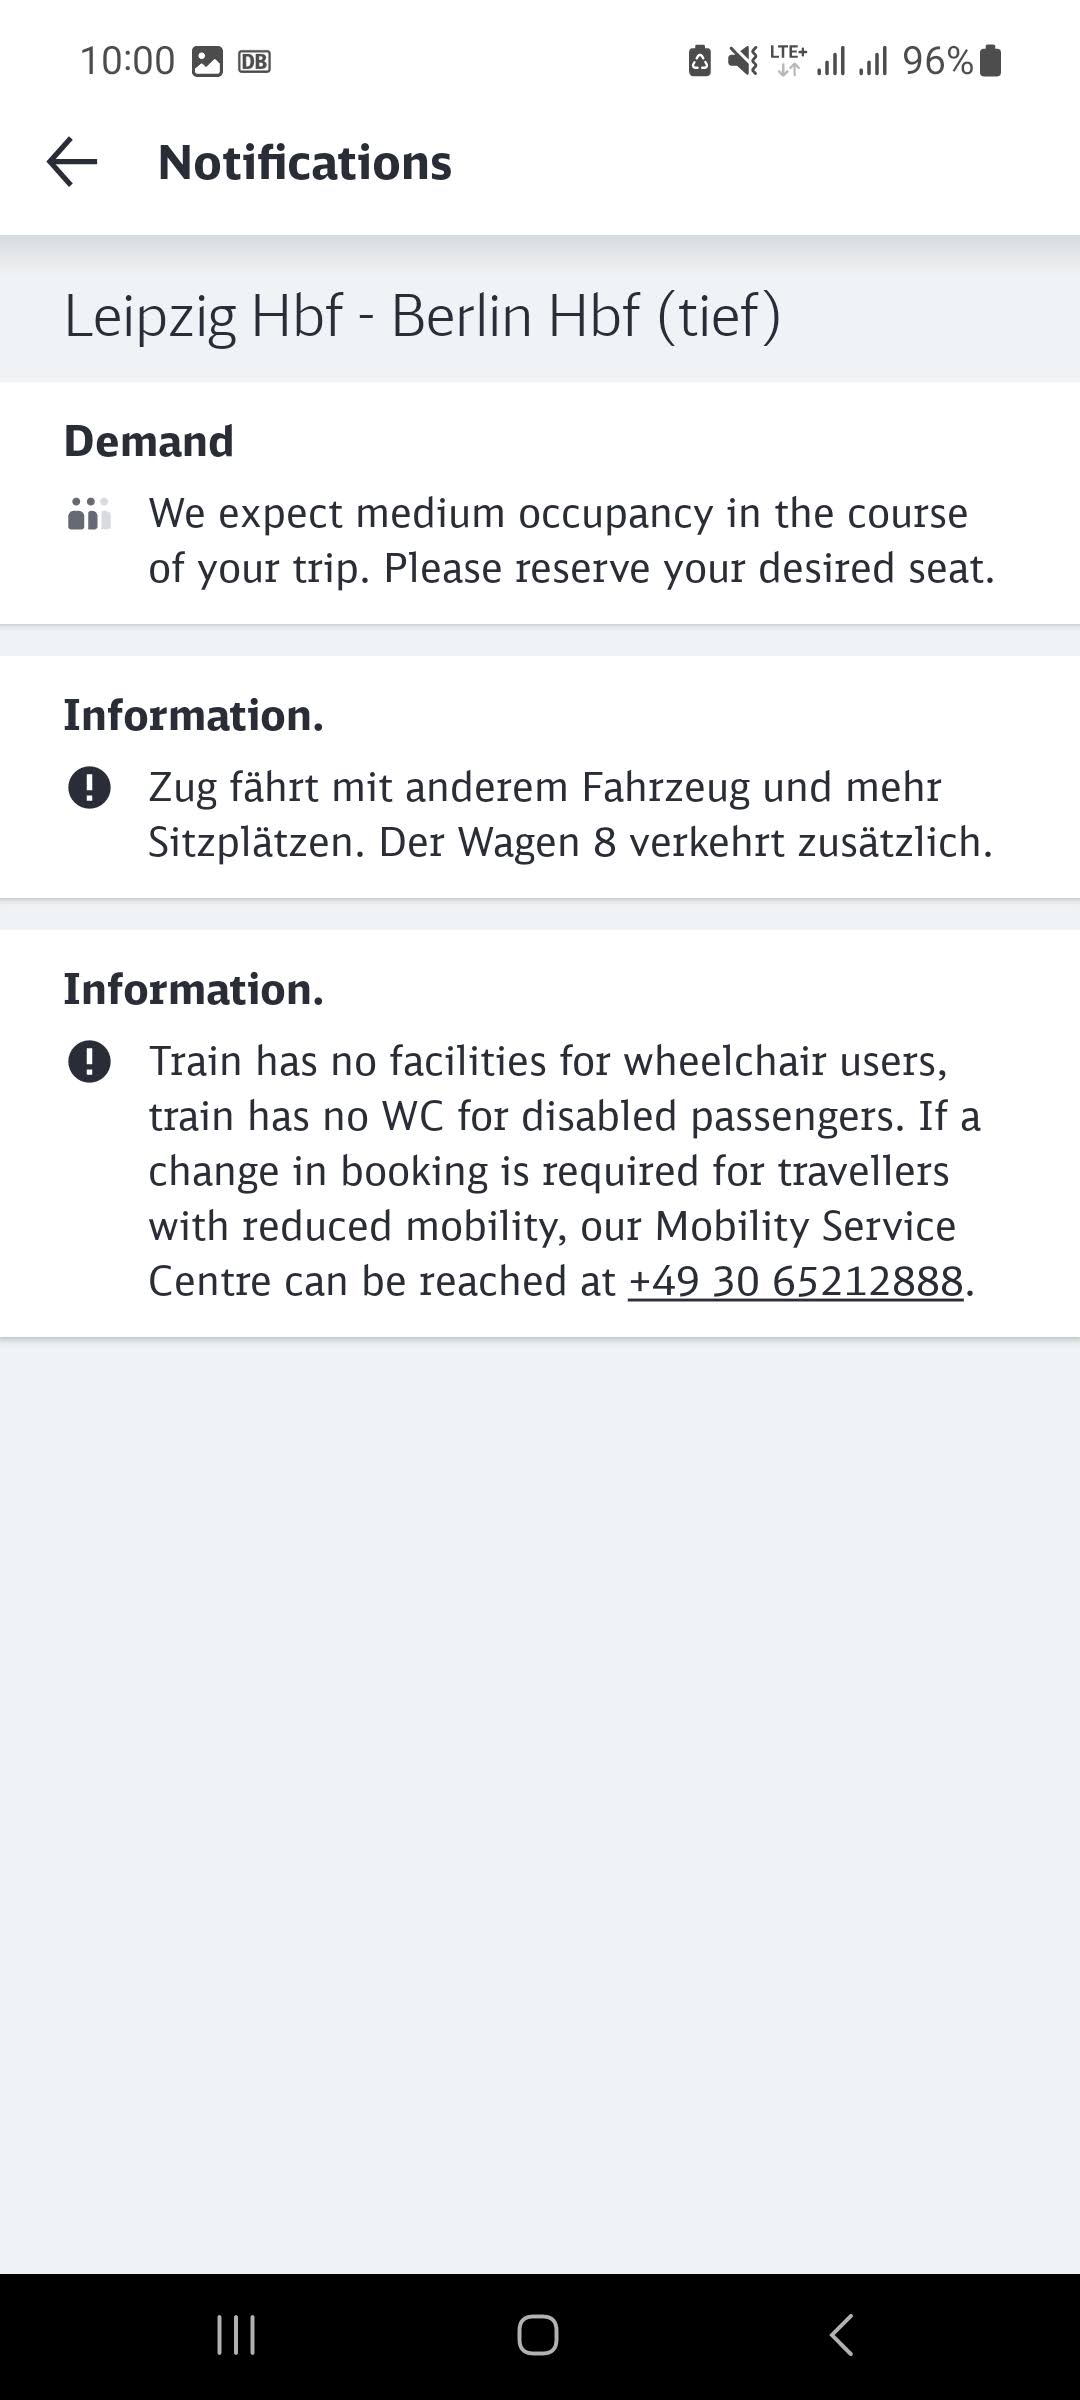 10:00 DB LTE+ 96%
Notifications
Leipzig Hbf - Berlin Hbf (tief)
Demand
We expect medium occupancy in the course
of your trip. Please reserve your desired seat.
Information.
Zug fährt mit anderem Fahrzeug und mehr
Sitzplätzen. Der Wagen 8 verkehrt zusätzlich.
Information.
Train has no facilities for wheelchair users,
train has no WC for disabled passengers. If a
change in booking is required for travellers
with reduced mobility, our Mobility Service
Centre can be reached at +49 30 65212888.